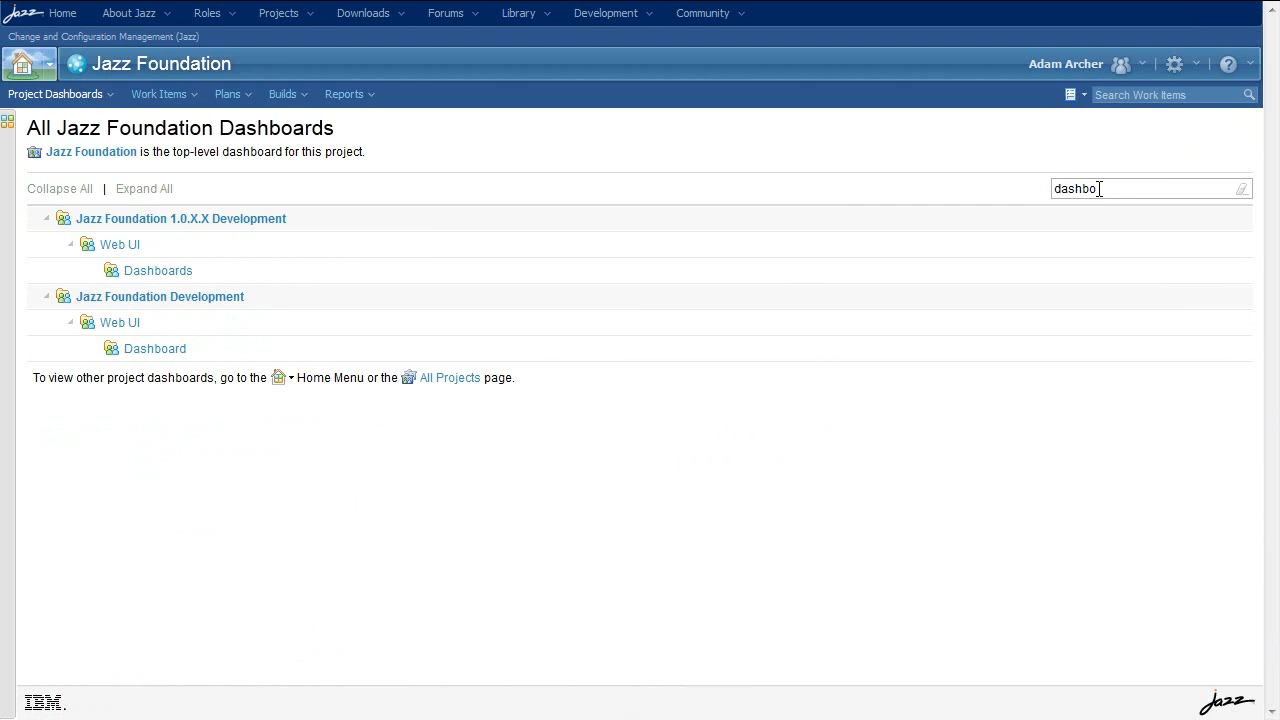 Jazz Home About Jazz Roles Projects Downloads Forums Library Development Community
Change and Configuration Management (Jazz)
Jazz Foundation Adam Archer
Project Dashboards Work Items Plans Builds Reports Search Work Items
All Jazz Foundation Dashboards
Jazz Foundation is the top-level dashboard for this project.
Collapse All | Expand All dashbo
Jazz Foundation 1.0.X.X Development
Web UI
Dashboards
Jazz Foundation Development
Web UI
Dashboard
To view other project dashboards, go to the Home Menu or the All Projects page.
IBM. Jazz